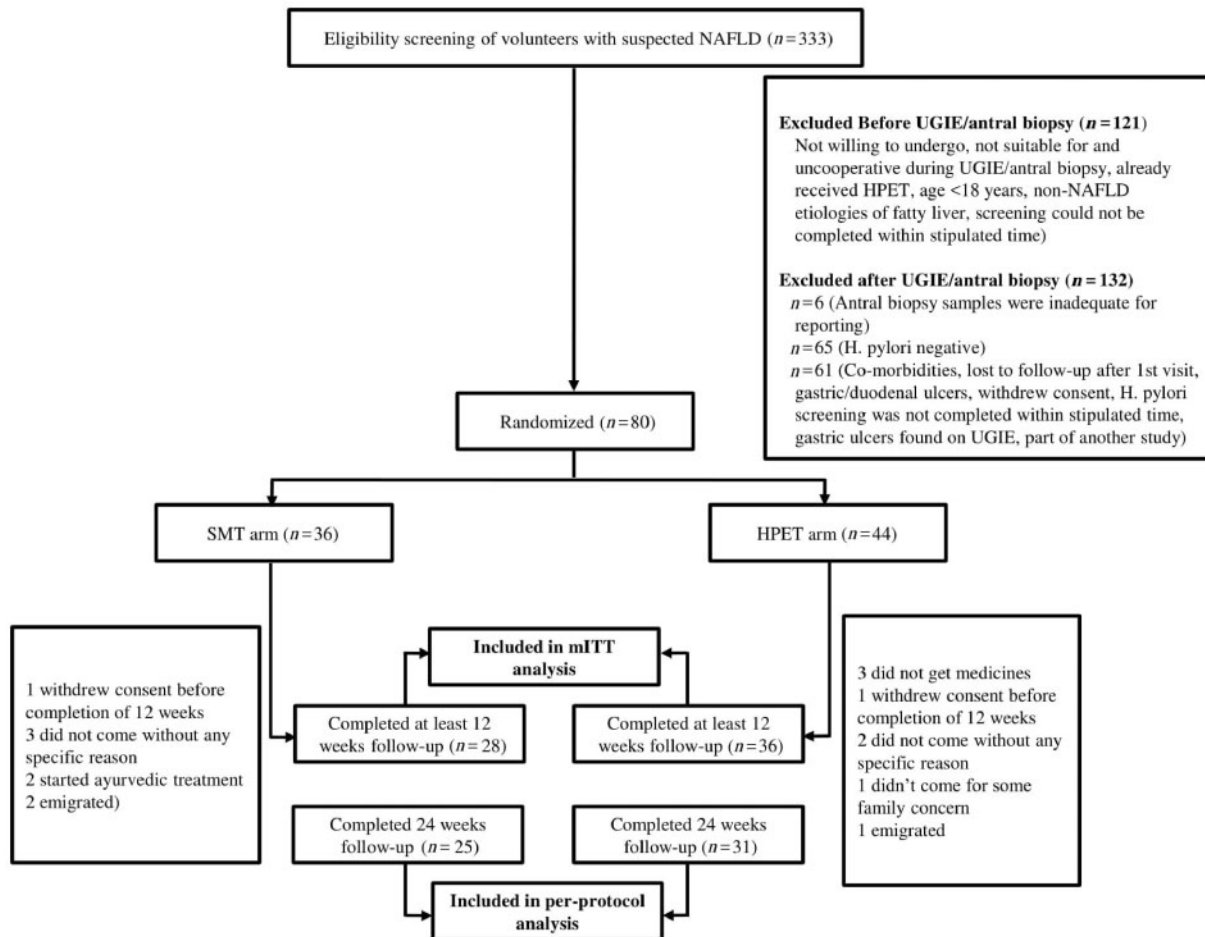 Eligibility screening of volunteers with suspected NAFLD (n=333)
Excluded Before UGIE/antral biopsy (n=121)
Not willing to undergo, not suitable for and
uncooperative during UGIE/antral biopsy, already
received HPET, age <18 years, non-NAFLD
etiologies of fatty liver, screening could not be
completed within stipulated time)
Excluded after UGIE/antral biopsy (n=132)
n=6 (Antral biopsy samples were inadequate for
reporting)
n=65 (H. pylori negative)
n=61 (Co-morbidities, lost to follow-up after 1st visit,
gastric/duodenal ulcers, withdrew consent, H. pylori
screening was not completed within stipulated time,
gastric ulcers found on UGIE, part of another study)
Randomized (n=80)
SMT arm (n=36)
HPET arm (n=44)
1 withdrew consent before
completion of 12 weeks
3 did not come without any
specific reason
2 started ayurvedic treatment
2 emigrated)
Included in mITT
analysis
Completed at least 12
weeks follow-up (n=28)
Completed at least 12
weeks follow-up (n=36)
3 did not get medicines
1 withdrew consent before
completion of 12 weeks
2 did not come without any
specific reason
1 didn't come for some
family concern
1 emigrated
Completed 24 weeks
follow-up (n=25)
Completed 24 weeks
follow-up (n=31)
Included in per-protocol
analysis